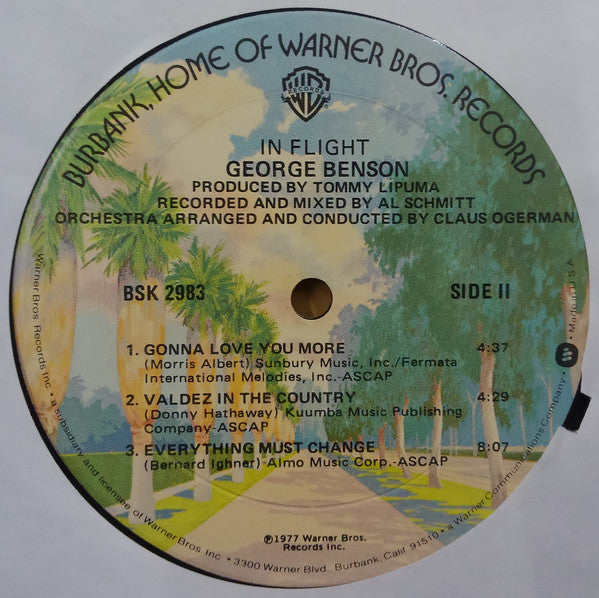 BURBANK, HOME OF WARNER BROS. RECORDS
RECORDS
IN FLIGHT
GEORGE BENSON
PRODUCED BY TOMMY LIPUMA
RECORDED AND MIXED BY AL SCHMITT
ORCHESTRA ARRANGED AND CONDUCTED BY CLAUS OGERMAN
BSK 2983 SIDE II
1. GONNA LOVE YOU MORE 4:37
(Morris Albert) Sunbury Music, Inc./Fermata
International Melodies, Inc.-ASCAP
2. VALDEZ IN THE COUNTRY 4:29
(Donny Hathaway) Kuumba Music Publishing
Company-ASCAP
3. EVERYTHING MUST CHANGE 8:07
(Bernard Ighner) Almo Music Corp.-ASCAP
℗1977 Warner Bros.
Records Inc.
Warner Bros. Records Inc. • a subsidiary and licensee of Warner Bros. Inc. • 3300 Warner Blvd., Burbank, Calif. 91510 • a Warner Communications Company. Made in U.S.A.